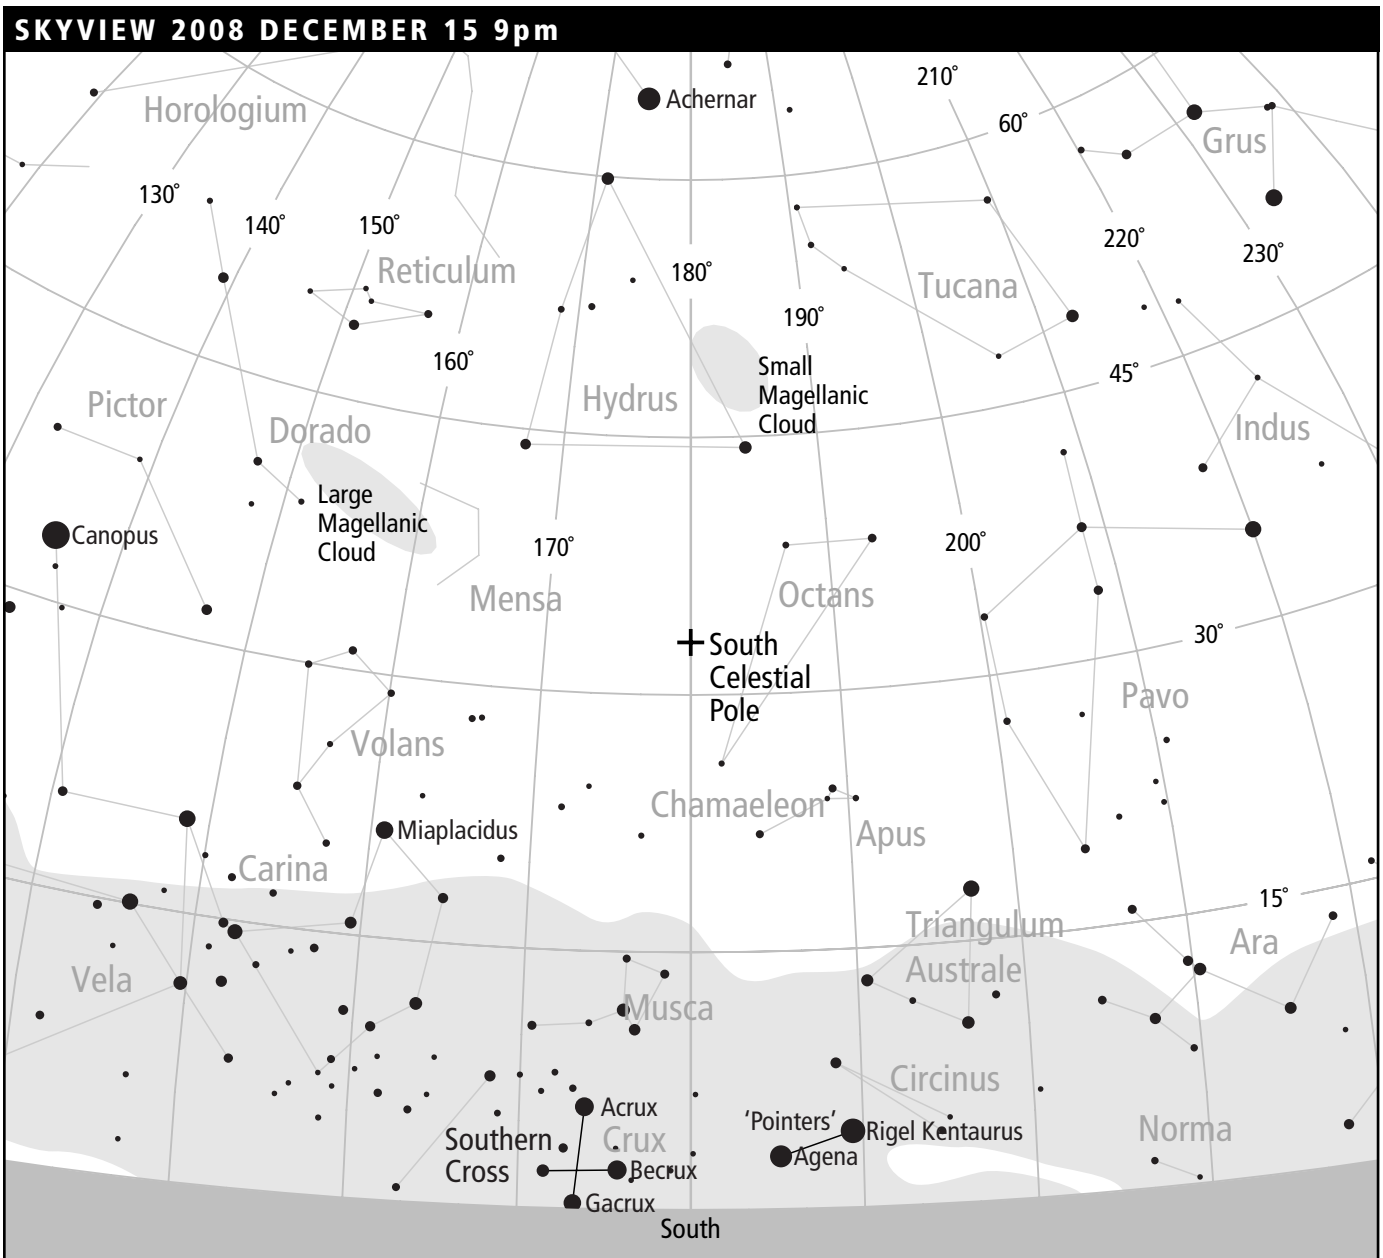 SKYVIEW 2008 DECEMBER 15 9pm
210°
Achernar
Horologium
60°
Grus
130°
140°
150°
220°
230°
Reticulum
180°
Tucana
190°
160°
Small
Magellanic
Cloud
45°
Pictor
Hydrus
Dorado
Indus
Large
Magellanic
Cloud
Canopus
170°
200°
Mensa
Octans
South
Celestial
Pole
30°
Pavo
Volans
Chamaeleon
Miaplacidus
Apus
Carina
15°
Triangulum
Australe
Ara
Vela
Musca
Circinus
Acrux
'Pointers'
Rigel Kentaurus
Norma
Southern
Cross
Crux
Agena
Becrux
Gacrux
South